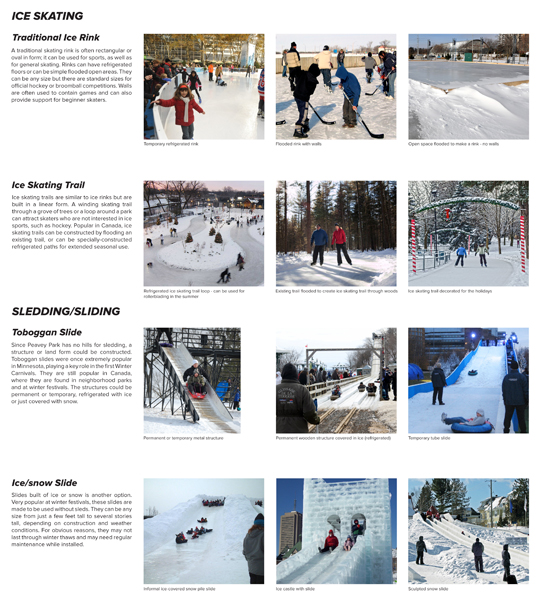 ICE SKATING
Traditional Ice Rink
A traditional skating rink is often rectangular or
oval in form; it can be used for sports, as well as
for general skating. Rinks can have refrigerated
floors or can be simple flooded open areas. They
can be any size but there are standard sizes for
official hockey or broomball competitions. Walls
are often used to contain games and can also
provide support for beginner skaters.
Temporary refrigerated rink
Flooded rink with walls
Open space flooded to make a rink - no walls
Ice Skating Trail
Ice skating trails are similar to ice rinks but are
built in a linear form. A winding skating trail
through a grove of trees or a loop around a park
can attract skaters who are not interested in ice
sports, such as hockey. Popular in Canada, ice
skating trails can be constructed by flooding an
existing trail, or can be specially-constructed
refrigerated paths for extended seasonal use.
Refrigerated ice skating trail loop - can be used for
rollerblading in the summer
Existing trail flooded to create ice skating trail through woods
Ice skating trail decorated for the holidays
SLEDDING/SLIDING
Toboggan Slide
Since Peavey Park has no hills for sledding, a
structure or land form could be constructed.
Toboggan slides were once extremely popular
in Minnesota, playing a key role in the first Winter
Carnivals. They are still popular in Canada,
where they are found in neighborhood parks
and at winter festivals. The structures could be
permanent or temporary, refrigerated with ice
or just covered with snow.
Permanent or temporary metal structure
Permanent wooden structure covered in ice (refrigerated)
Temporary tube slide
Ice/snow Slide
Slides built of ice or snow is another option.
Very popular at winter festivals, these slides are
made to be used without sleds. They can be any
size from just a few feet tall to several stories
tall, depending on construction and weather
conditions. For obvious reasons, they may not
last through winter thaws and may need regular
maintenance while installed.
Informal ice covered snow pile slide
Ice castle with slide
Sculpted snow slide